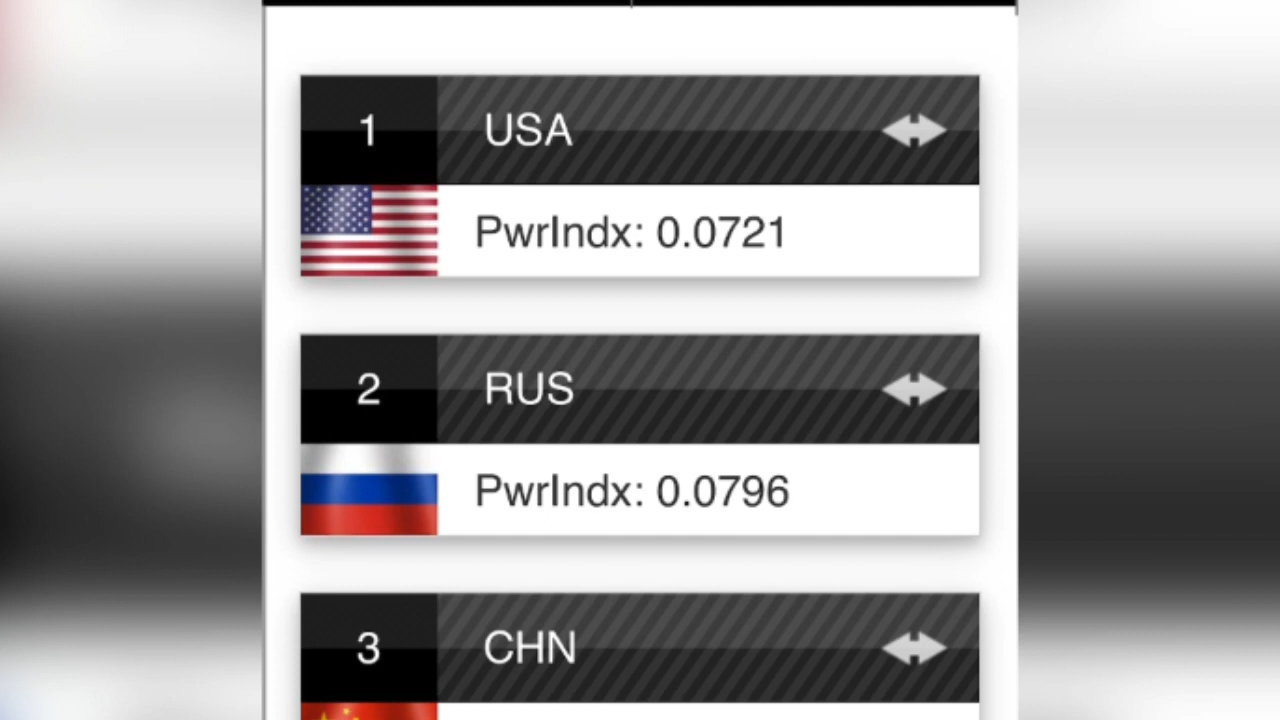 1 USA
PwrIndx: 0.0721
2 RUS
PwrIndx: 0.0796
3 CHN